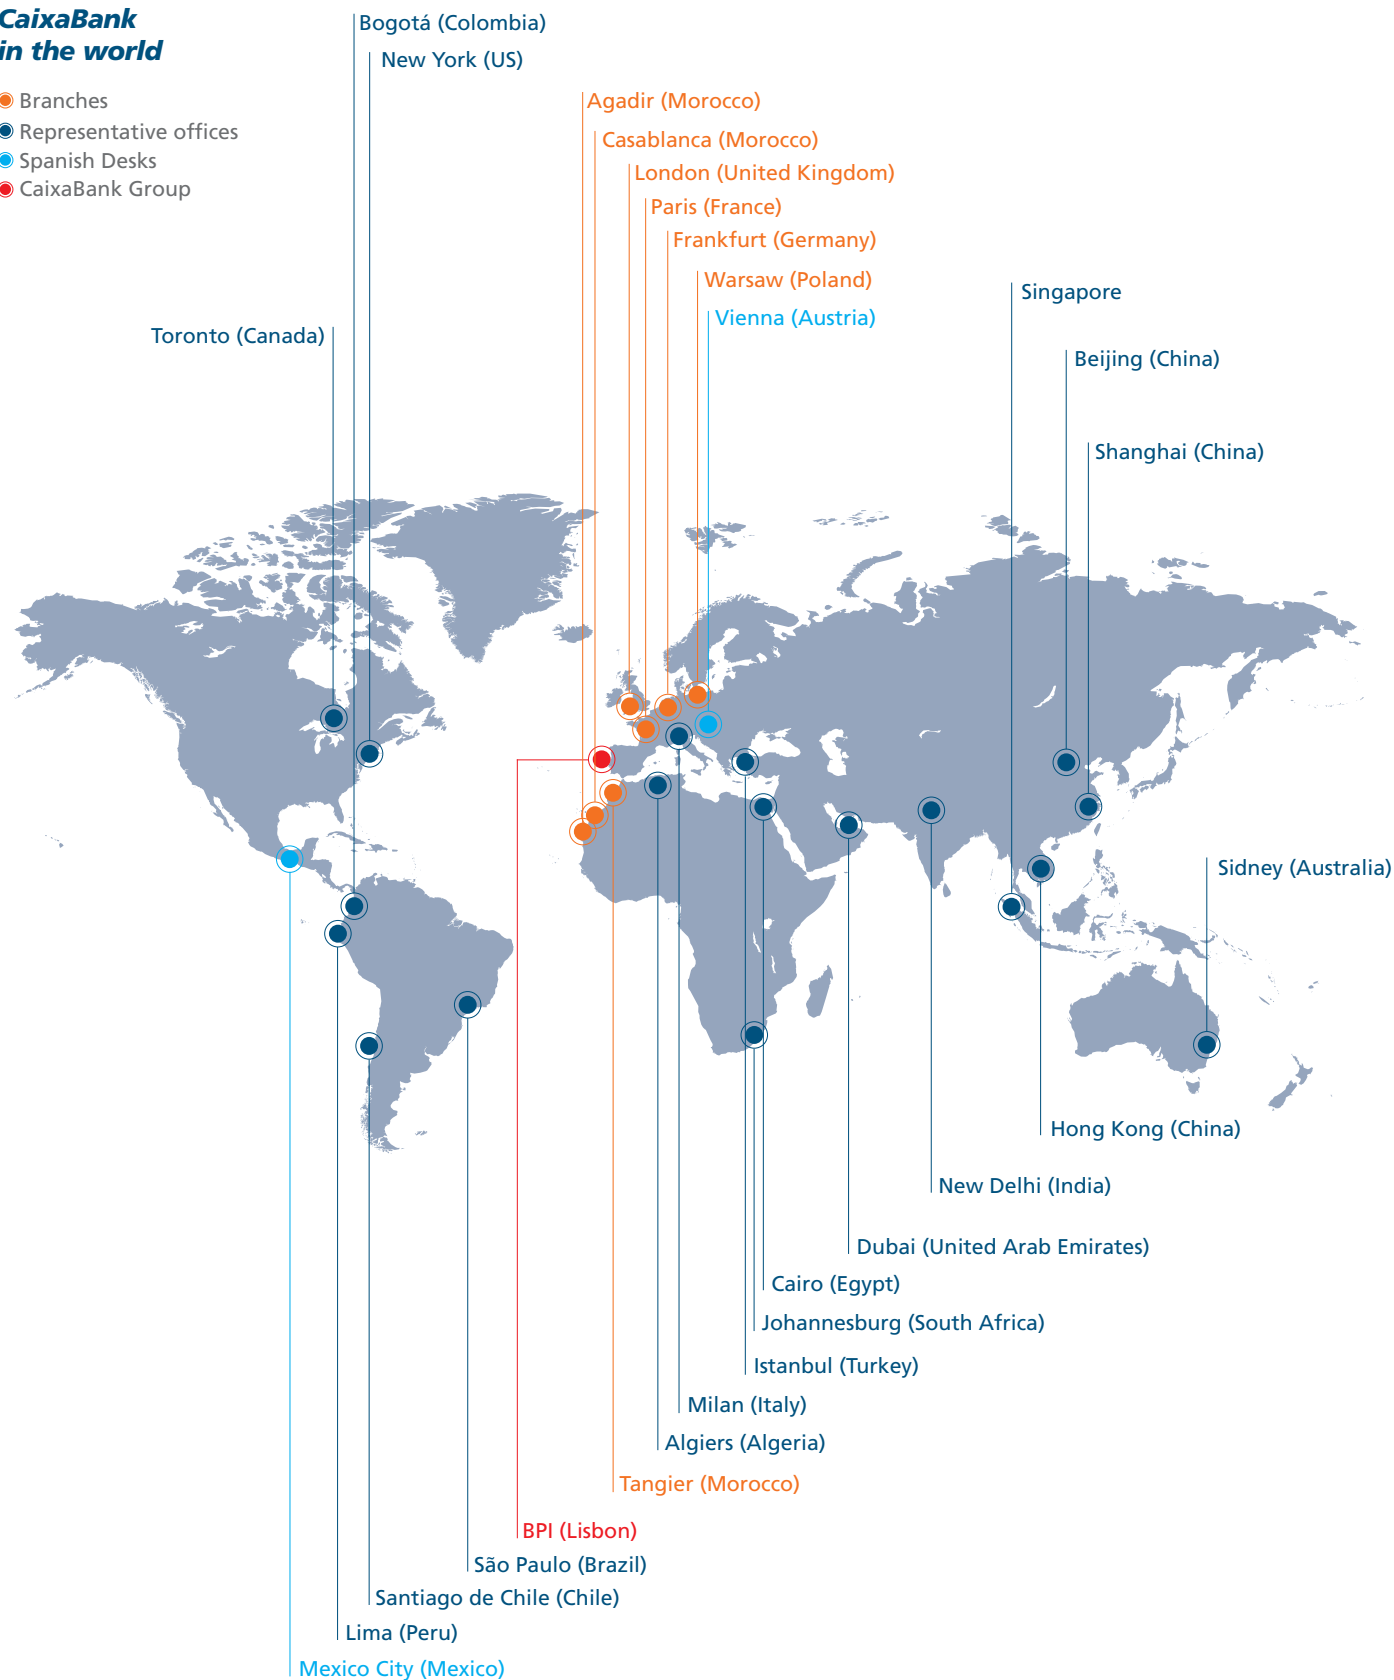 CaixaBank
in the world
Branches
Representative offices
Spanish Desks
CaixaBank Group
Bogotá (Colombia)
New York (US)
Agadir (Morocco)
Casablanca (Morocco)
London (United Kingdom)
Paris (France)
Frankfurt (Germany)
Warsaw (Poland)
Singapore
Vienna (Austria)
Toronto (Canada)
Beijing (China)
Shanghai (China)
Sidney (Australia)
Hong Kong (China)
New Delhi (India)
Dubai (United Arab Emirates)
Cairo (Egypt)
Johannesburg (South Africa)
Istanbul (Turkey)
Milan (Italy)
Algiers (Algeria)
Tangier (Morocco)
BPI (Lisbon)
São Paulo (Brazil)
Santiago de Chile (Chile)
Lima (Peru)
Mexico City (Mexico)